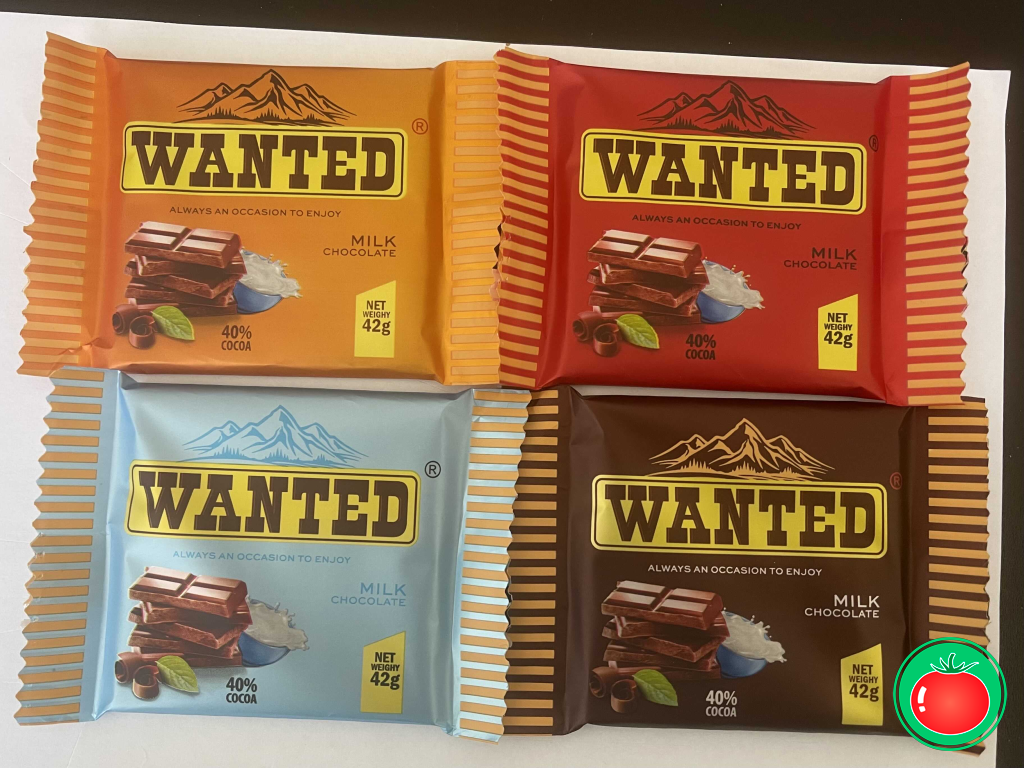 WANTED ®
ALWAYS AN OCCASION TO ENJOY
MILK
CHOCOLATE
NET
WEIGHY
42g
40%
COCOA
WANTED ®
ALWAYS AN OCCASION TO ENJOY
MILK
CHOCOLATE
NET
WEIGHY
42g
40%
COCOA
WANTED ®
ALWAYS AN OCCASION TO ENJOY
MILK
CHOCOLATE
NET
WEIGHY
42g
40%
COCOA
WANTED ®
ALWAYS AN OCCASION TO ENJOY
MILK
CHOCOLATE
NET
WEIGHY
42g
40%
COCOA